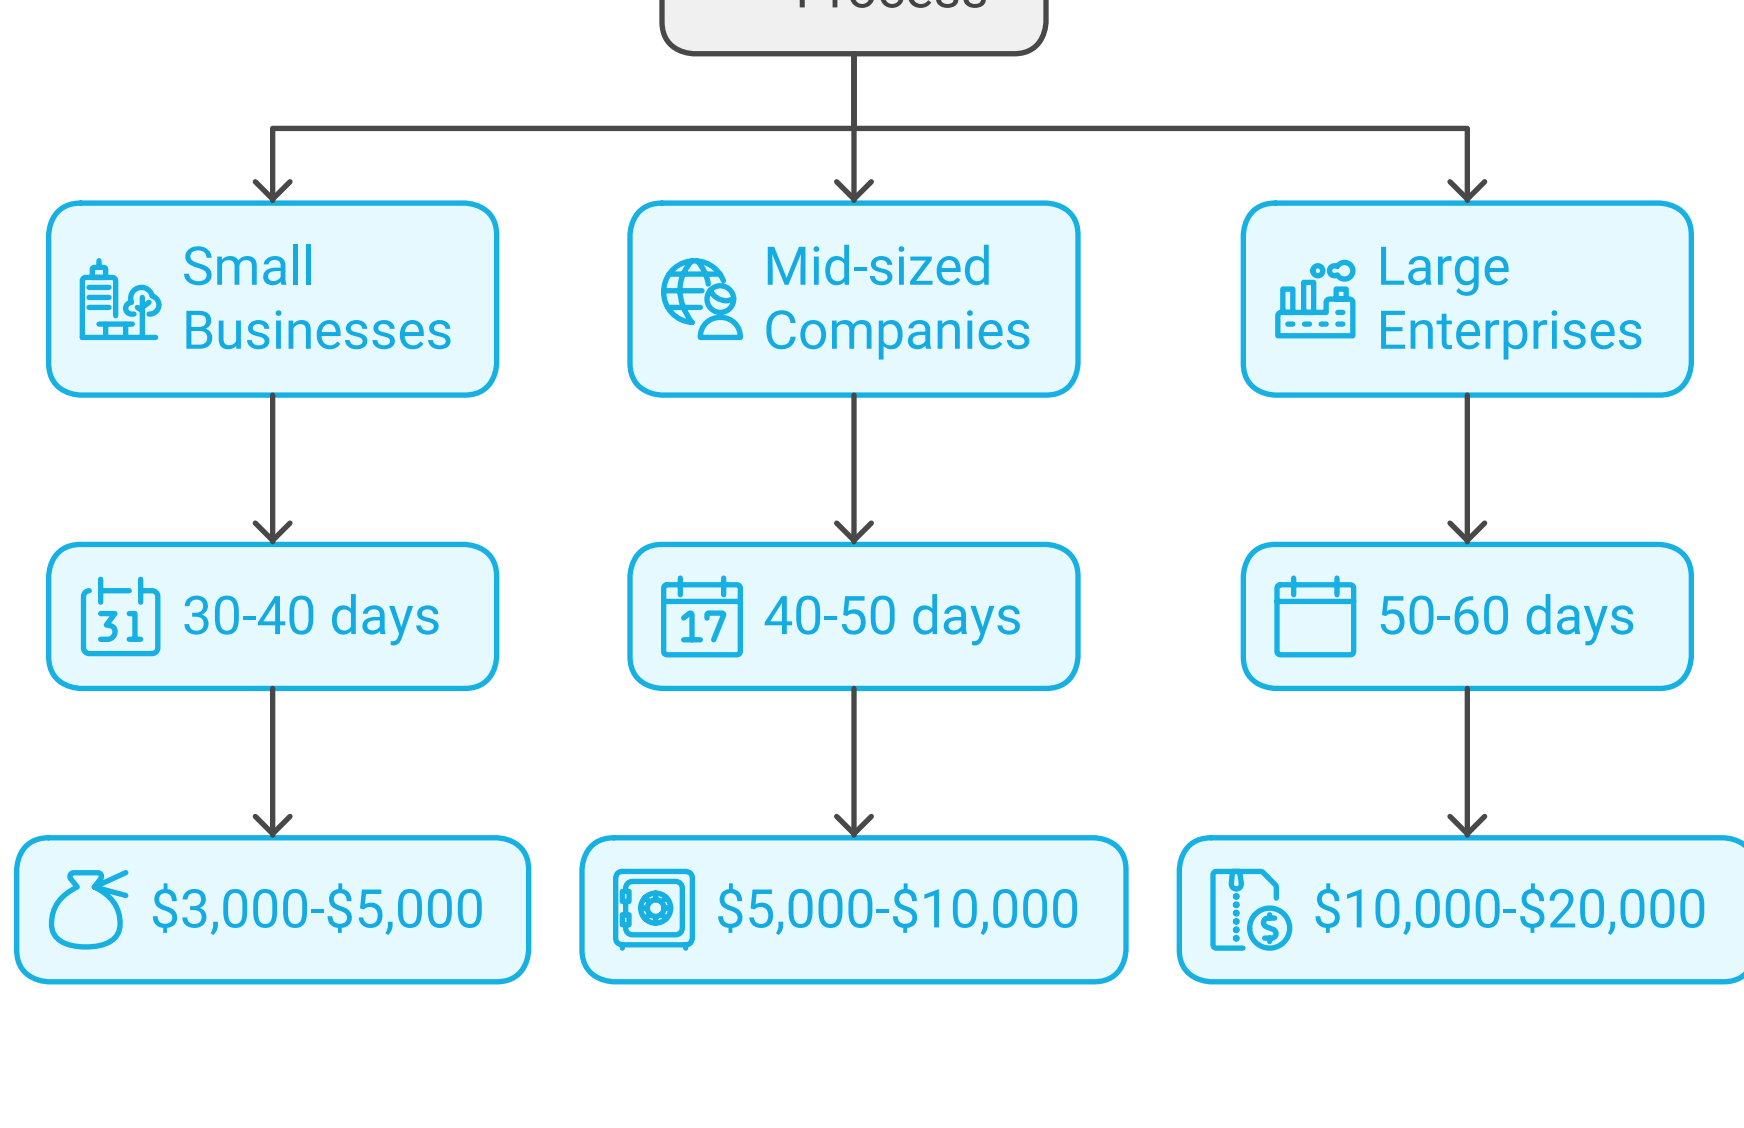 Process
Small
Businesses
Mid-sized
Companies
Large
Enterprises
31
30-40 days
17
40-50 days
50-60 days
$3,000-$5,000
$5,000-$10,000
$
$10,000-$20,000